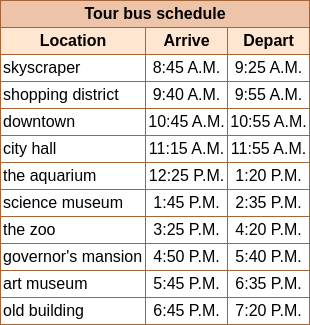 Tour bus schedule
Location Arrive Depart
skyscraper 8:45 A.M. 9:25 A.M.
shopping district 9:40 A.M. 9:55 A.M.
downtown 10:45 A.M. 10:55 A.M.
city hall 11:15 A.M. 11:55 A.M.
the aquarium 12:25 P.M. 1:20 P.M.
science museum 1:45 P.M. 2:35 P.M.
the zoo 3:25 P.M. 4:20 P.M.
governor's mansion 4:50 P.M. 5:40 P.M.
art museum 5:45 P.M. 6:35 P.M.
old building 6:45 P.M. 7:20 P.M.